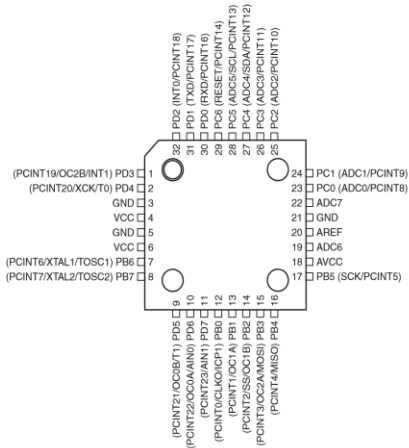 32 PD2 (INT0/PCINT18)
31 PD1 (TXD/PCINT17)
30 PD0 (RXD/PCINT16)
29 PC6 (RESET/PCINT14)
28 PC5 (ADC5/SCL/PCINT13)
27 PC4 (ADC4/SDA/PCINT12)
26 PC3 (ADC3/PCINT11)
25 PC2 (ADC2/PCINT10)
(PCINT19/OC2B/INT1) PD3 1
(PCINT20/XCK/T0) PD4 2
GND 3
VCC 4
GND 5
VCC 6
(PCINT6/XTAL1/TOSC1) PB6 7
(PCINT7/XTAL2/TOSC2) PB7 8
24 PC1 (ADC1/PCINT9)
23 PC0 (ADC0/PCINT8)
22 ADC7
21 GND
20 AREF
19 ADC6
18 AVCC
17 PB5 (SCK/PCINT5)
(PCINT21/OC0B/T1) PD5 9
(PCINT22/OC0A/AIN0) PD6 10
(PCINT23/AIN1) PD7 11
(PCINT0/CLKO/ICP1) PB0 12
(PCINT1/OC1A) PB1 13
(PCINT2/SS/OC1B) PB2 14
(PCINT3/OC2A/MOSI) PB3 15
(PCINT4/MISO) PB4 16